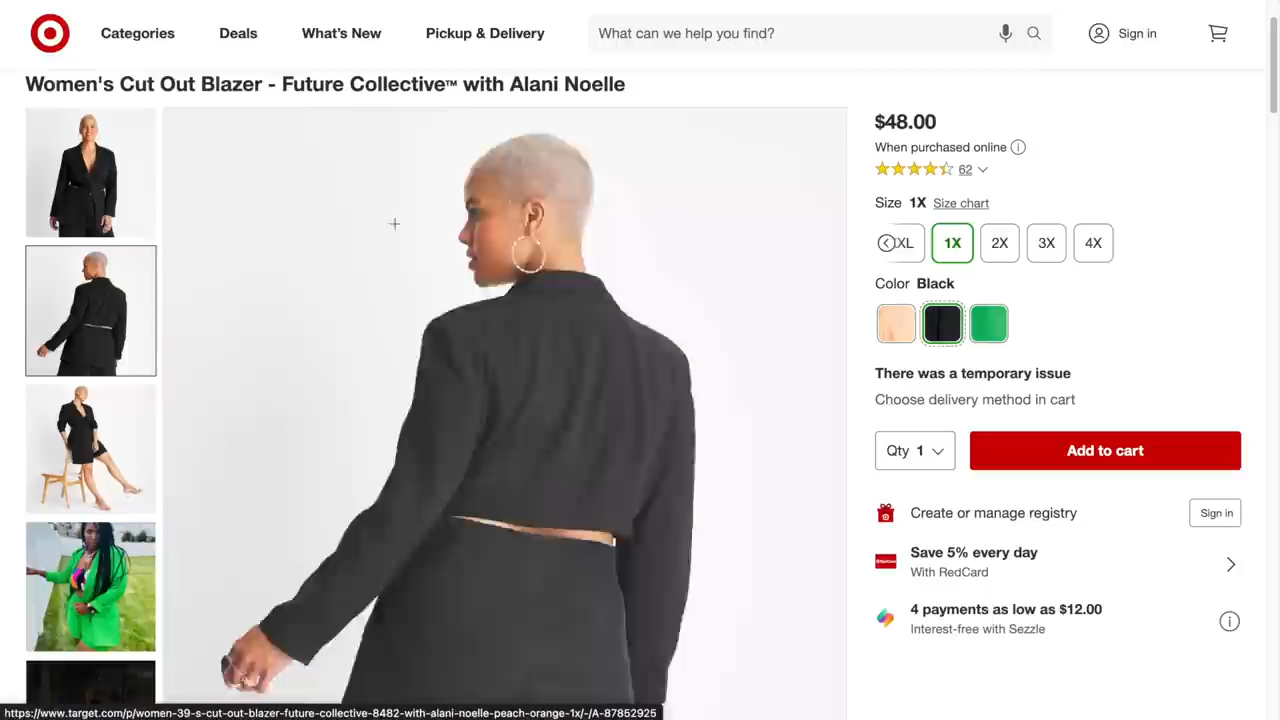 Categories
Deals
What's New
Pickup & Delivery
What can we help you find?
Sign in
Women's Cut Out Blazer - Future Collective™ with Alani Noelle
$48.00
When purchased online
62
Size 1X Size chart
XL
1X
2X
3X
4X
Color Black
There was a temporary issue
Choose delivery method in cart
Qty 1
Add to cart
Create or manage registry
Sign in
Save 5% every day
With RedCard
4 payments as low as $12.00
Interest-free with Sezzle
https://www.target.com/p/women-39-s-cut-out-blazer-future-collective-8482-with-alani-noelle-peach-orange-1x/-/A-87852925